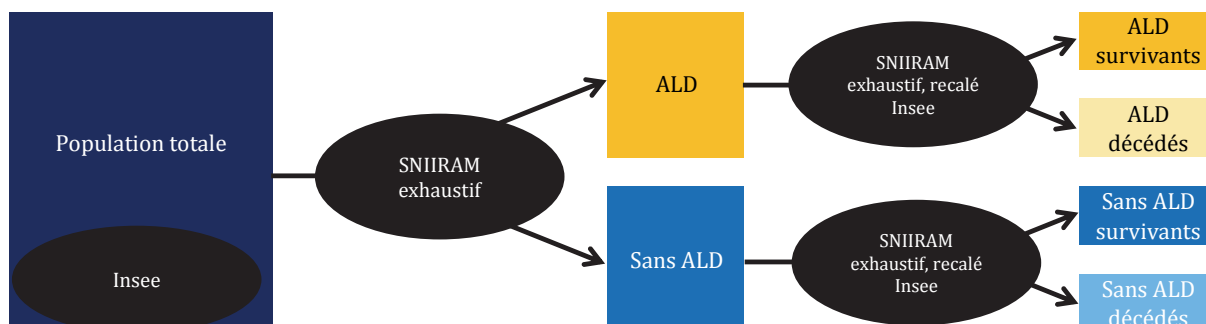 Population totale
Insee
SNIIRAM
exhaustif
ALD
SNIIRAM
exhaustif, recalé
Insee
ALD
survivants
ALD
décédés
Sans ALD
SNIIRAM
exhaustif, recalé
Insee
Sans ALD
survivants
Sans ALD
décédés